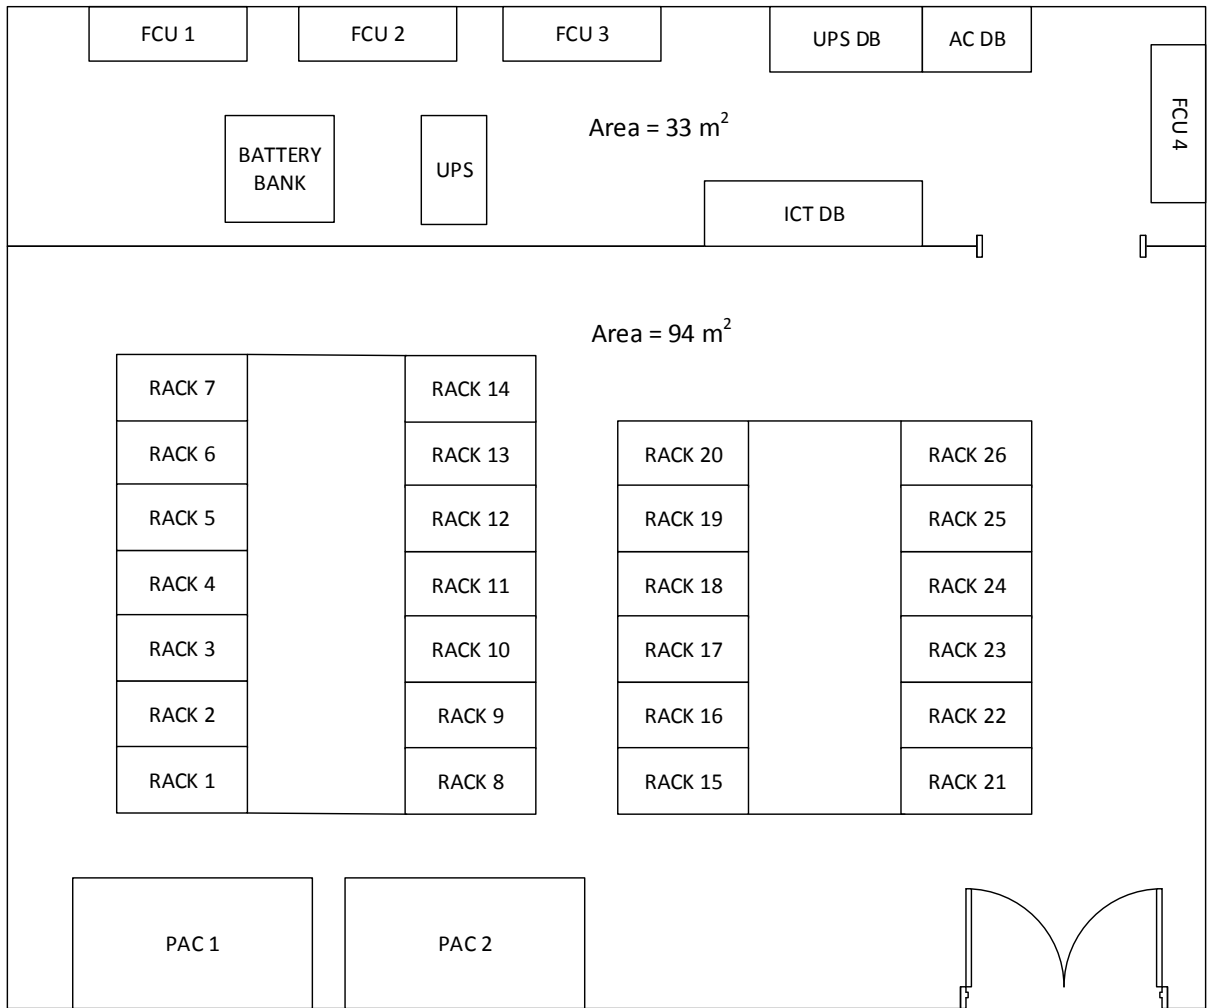 FCU 1
FCU 2
FCU 3
UPS DB
AC DB
FCU 4
Area = 33 m²
BATTERY
BANK
UPS
ICT DB
Area = 94 m²
RACK 7
RACK 14
RACK 6
RACK 13
RACK 20
RACK 26
RACK 5
RACK 12
RACK 19
RACK 25
RACK 4
RACK 11
RACK 18
RACK 24
RACK 3
RACK 10
RACK 17
RACK 23
RACK 2
RACK 9
RACK 16
RACK 22
RACK 1
RACK 8
RACK 15
RACK 21
PAC 1
PAC 2